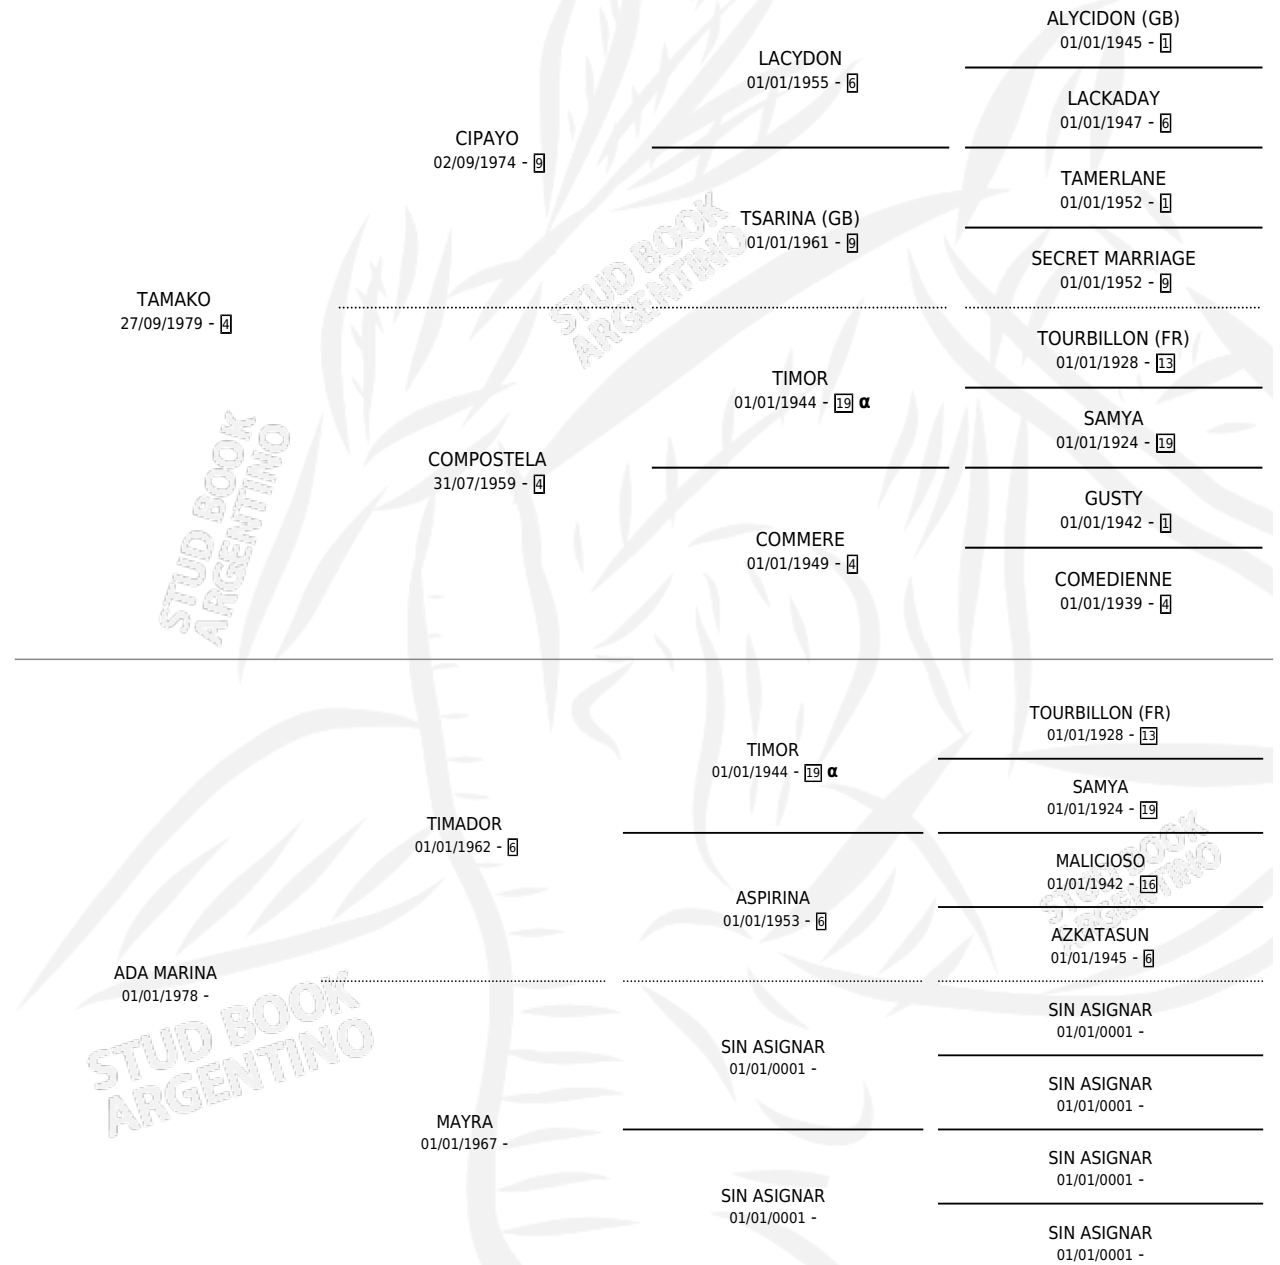 ALYCIDON (GB)
01/01/1945 - 1
LACYDON
01/01/1955 - 6
LACKADAY
01/01/1947 - 6
CIPAYO
02/09/1974 - 9
TAMERLANE
01/01/1952 - 1
TSARINA (GB)
01/01/1961 - 9
SECRET MARRIAGE
01/01/1952 - 9
TAMAKO
27/09/1979 - 4
STUD BOOK
ARGENTINO
TOURBILLON (FR)
01/01/1928 - 13
TIMOR
01/01/1944 - 19 α
SAMYA
01/01/1924 - 19
COMPOSTELA
31/07/1959 - 4
GUSTY
01/01/1942 - 1
COMMERE
01/01/1949 - 4
COMEDIENNE
01/01/1939 - 4
STUD BOOK
ARGENTINO
TOURBILLON (FR)
01/01/1928 - 13
TIMOR
01/01/1944 - 19 α
SAMYA
01/01/1924 - 19
TIMADOR
01/01/1962 - 6
MALICIOSO
01/01/1942 - 16
ASPIRINA
01/01/1953 - 6
AZKATASUN
01/01/1945 - 6
STUD BOOK
ARGENTINO
ADA MARINA
01/01/1978 -
STUD BOOK
ARGENTINO
SIN ASIGNAR
01/01/0001 -
SIN ASIGNAR
01/01/0001 -
SIN ASIGNAR
01/01/0001 -
MAYRA
01/01/1967 -
SIN ASIGNAR
01/01/0001 -
SIN ASIGNAR
01/01/0001 -
SIN ASIGNAR
01/01/0001 -